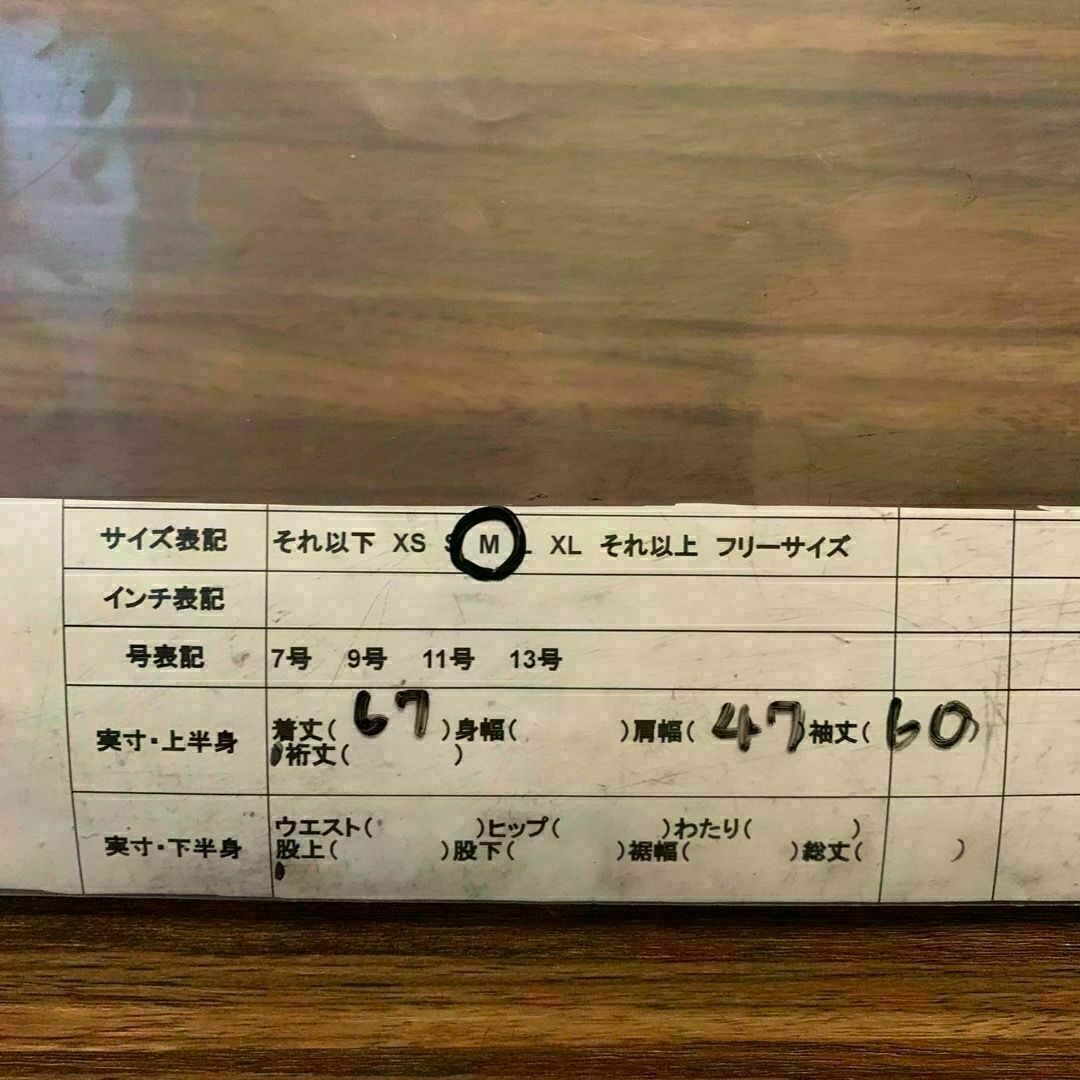 サイズ表記 それ以下 XS S M L XL それ以上 フリーサイズ
インチ表記
号表記 7号 9号 11号 13号
実寸・上半身 着丈( 67 )身幅( )肩幅( 47 )袖丈( 60 )
裄丈( )
実寸・下半身 ウエスト( )ヒップ( )わたり( )
股上( )股下( )裾幅( )総丈( )